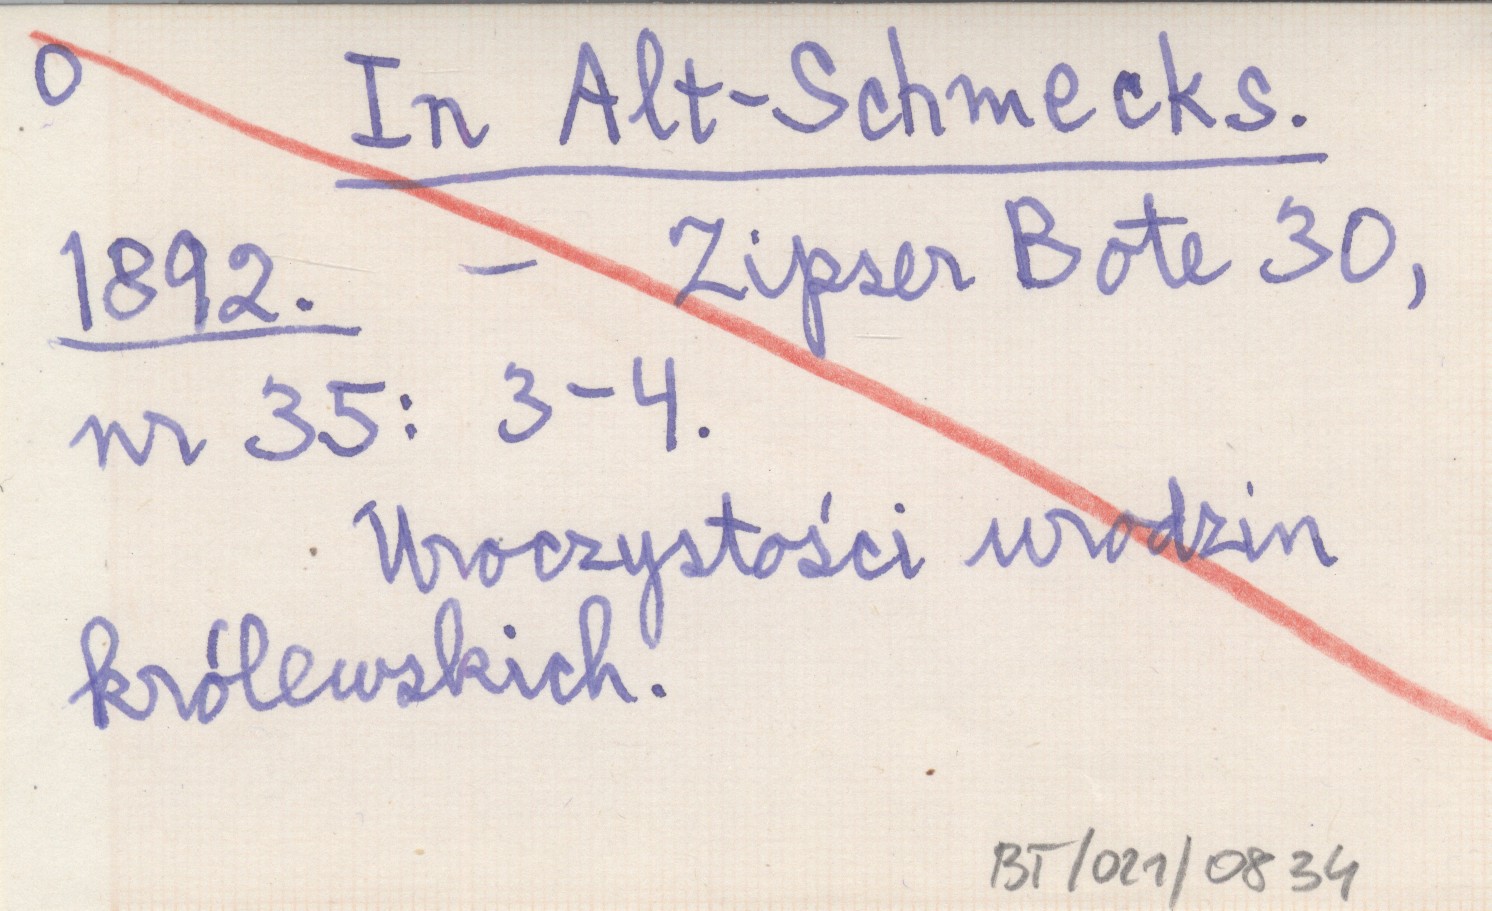 0
In Alt-Schmecks.
1892. - Zipser Bote 30,
nr 35: 3-4.
Uroczystości urodzin
królewskich.
BT/021/0834